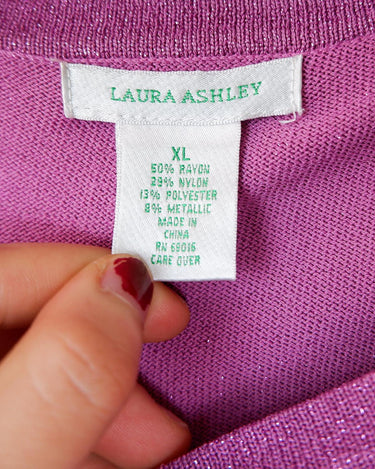 LAURA ASHLEY
XL
50% RAYON
29% NYLON
13% POLYESTER
8% METALLIC
MADE IN
CHINA
RN 69016
CARE OVER